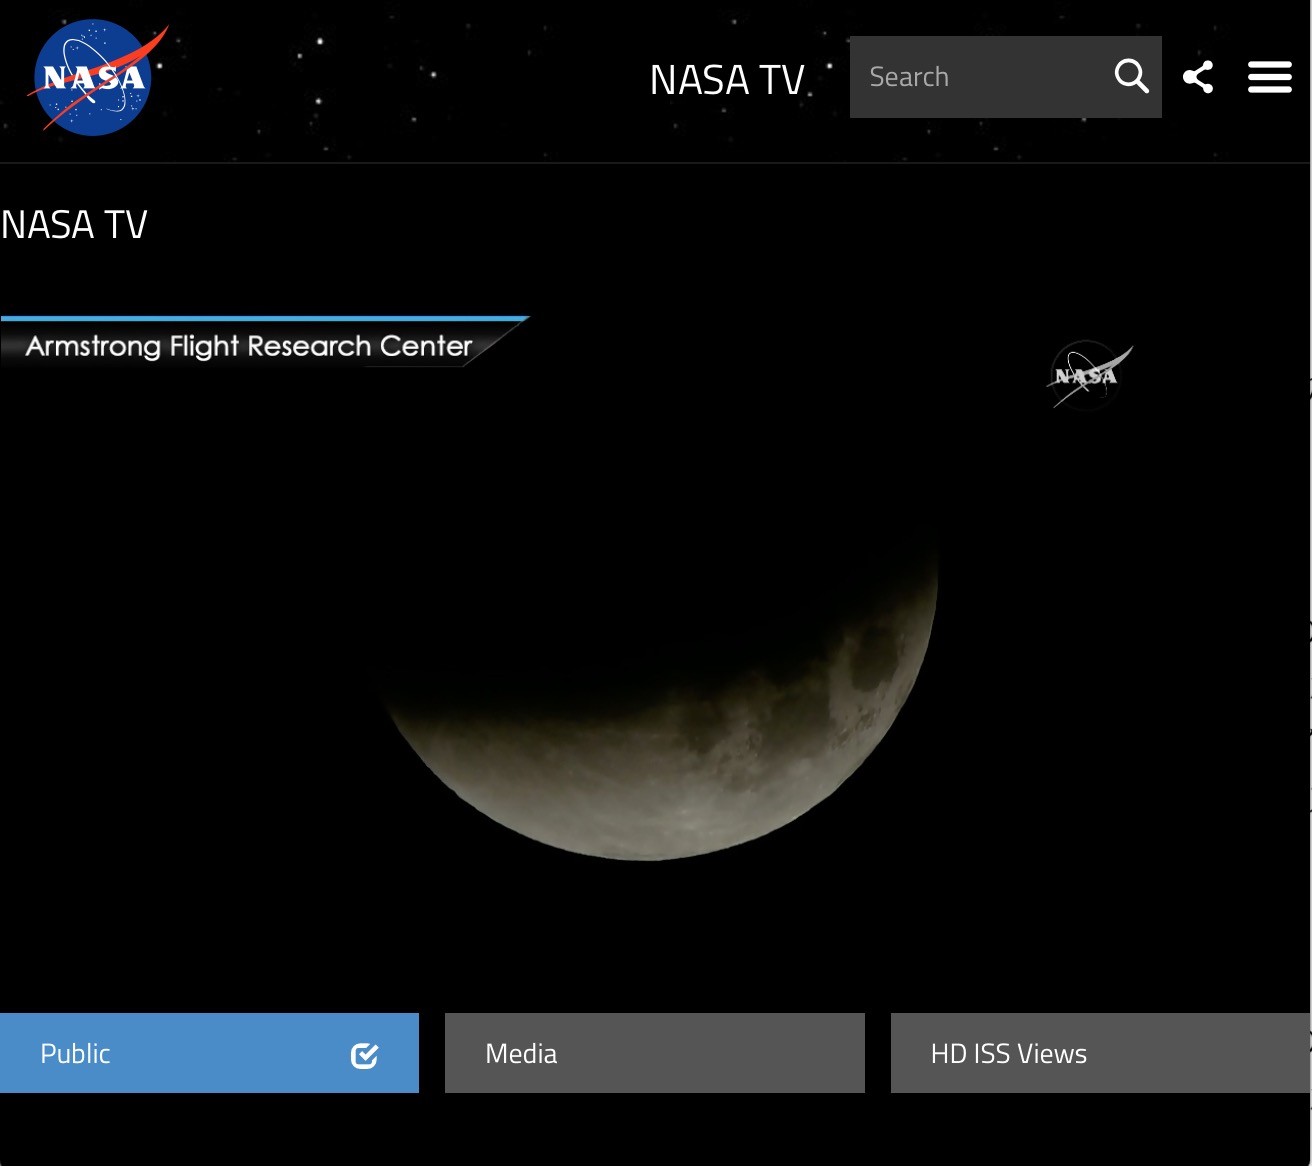 NASA
NASA TV
Search
NASA TV
Armstrong Flight Research Center
NASA
Public
Media
HD ISS Views